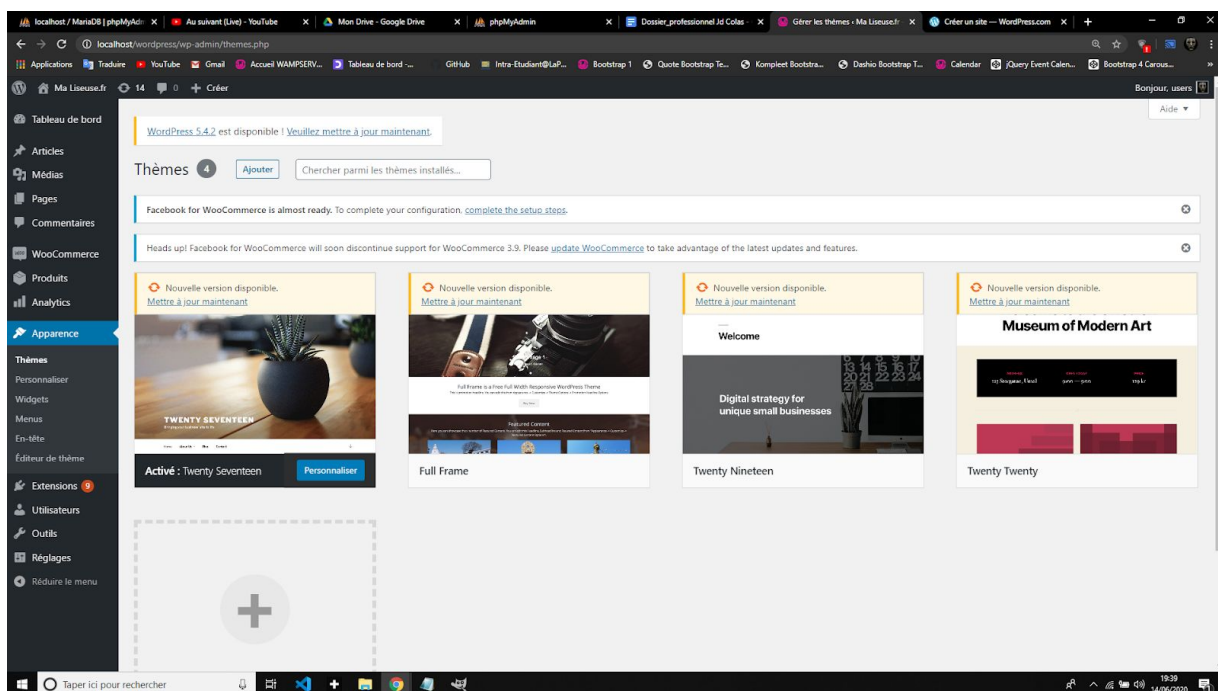 localhost / MariaDB | phpMyAdm
Au suivant (Live) - YouTube
Mon Drive - Google Drive
phpMyAdmin
Dossier_professionnel Jd Colas -
Gérer les thèmes ‹ Ma Liseuse.fr
Créer un site — WordPress.com
localhost/wordpress/wp-admin/themes.php
Applications
Traduire
YouTube
Gmail
Accueil WAMPSERV...
Tableau de bord -...
GitHub
Intra-Etudiant@LaP...
Bootstrap 1
Quote Bootstrap Te...
Kompleet Bootstra...
Dashio Bootstrap T...
Calendar
jQuery Event Calen...
Bootstrap 4 Carous...
Ma Liseuse.fr
14
0
Créer
Bonjour, users
Aide
Tableau de bord
Articles
Médias
Pages
Commentaires
WooCommerce
Produits
Analytics
Apparence
Thèmes
Personnaliser
Widgets
Menus
En-tête
Éditeur de thème
Extensions 9
Utilisateurs
Outils
Réglages
Réduire le menu
WordPress 5.4.2 est disponible ! Veuillez mettre à jour maintenant.
Thèmes 4
Ajouter
Chercher parmi les thèmes installés...
Facebook for WooCommerce is almost ready. To complete your configuration, complete the setup steps.
Heads up! Facebook for WooCommerce will soon discontinue support for WooCommerce 3.9. Please update WooCommerce to take advantage of the latest updates and features.
Nouvelle version disponible.
Mettre à jour maintenant
TWENTY SEVENTEEN
Activé : Twenty Seventeen
Personnaliser
Nouvelle version disponible.
Mettre à jour maintenant
Full Frame is a Free Full Width Responsive WordPress Theme
Featured Content
Full Frame
Nouvelle version disponible.
Mettre à jour maintenant
Welcome
Digital strategy for
unique small businesses
Twenty Nineteen
Nouvelle version disponible.
Mettre à jour maintenant
Museum of Modern Art
Twenty Twenty
Taper ici pour rechercher
19:39
14/06/2020